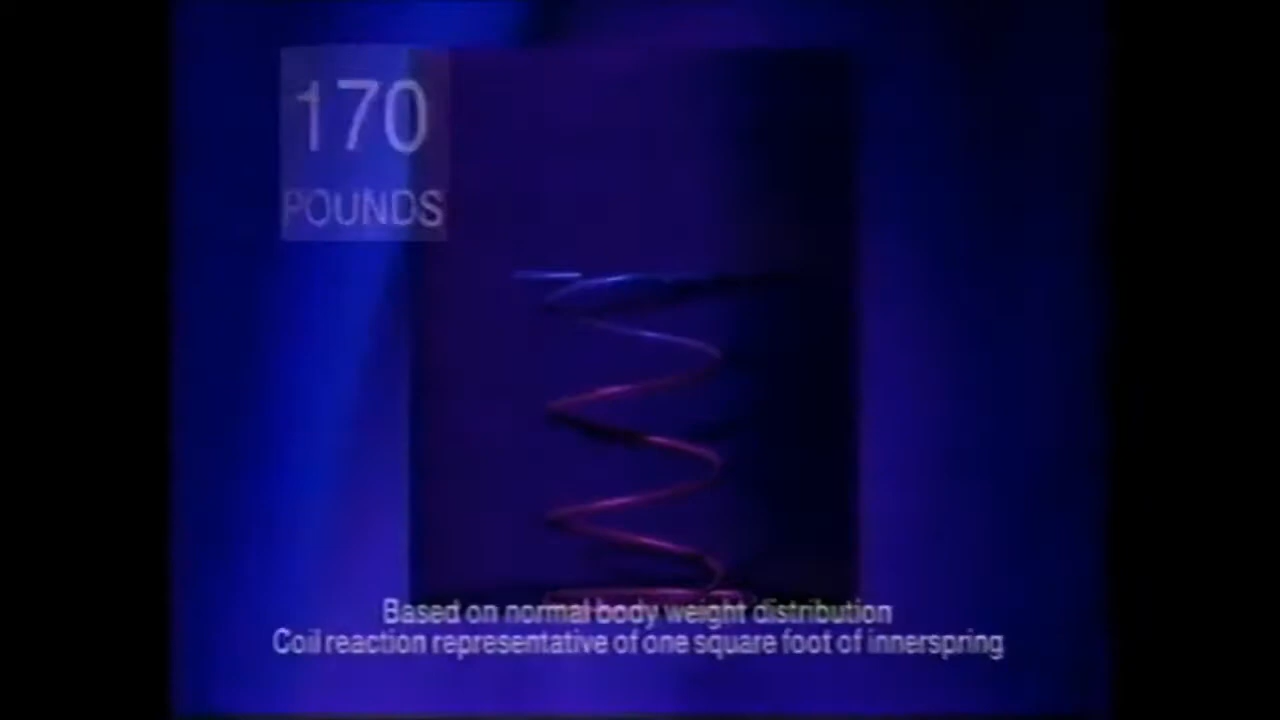 170
POUNDS
Based on normal body weight distribution
Coil reaction representative of one square foot of innerspring